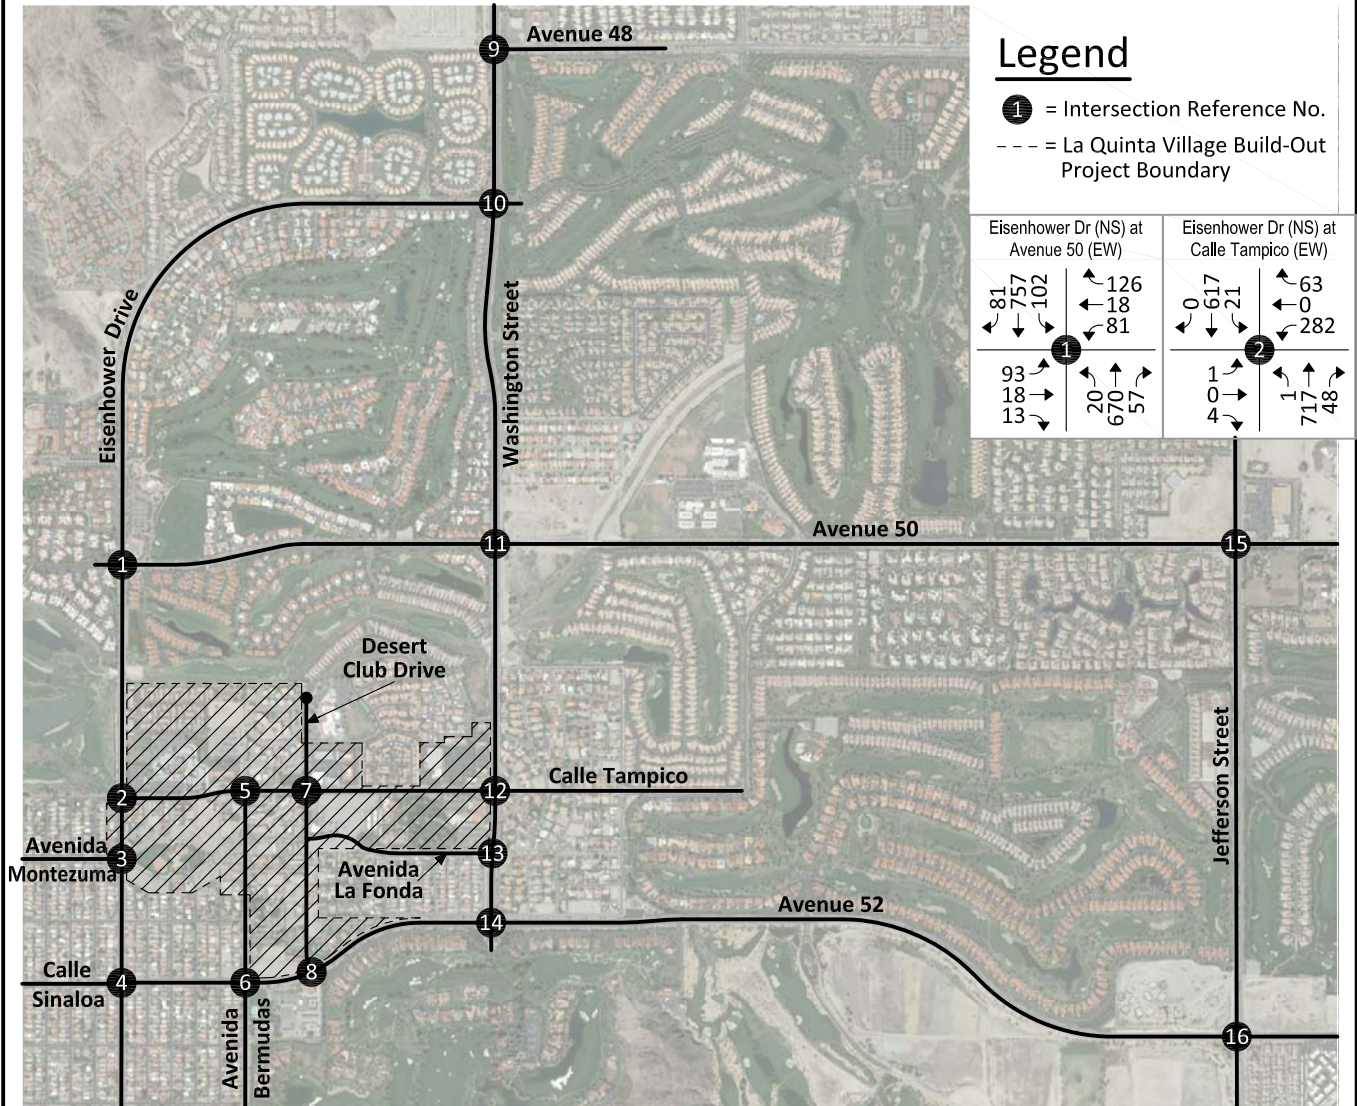 Legend
1 = Intersection Reference No.
--- = La Quinta Village Build-Out
Project Boundary
Eisenhower Dr (NS) at
Avenue 50 (EW)
81 757 102
126
18
81
1
93
18
13
20 670 57
Eisenhower Dr (NS) at
Calle Tampico (EW)
0 617 21
63
0
282
2
1
0
4
1 717 48
9
Avenue 48
10
Eisenhower Drive
Washington Street
Avenue 50
1
11
15
Desert
Club Drive
Jefferson Street
2
5
7
12
Calle Tampico
Avenida
Montezuma
3
13
Avenida
La Fonda
14
Avenue 52
Calle
Sinaloa
4
6
8
Avenida
Bermudas
16